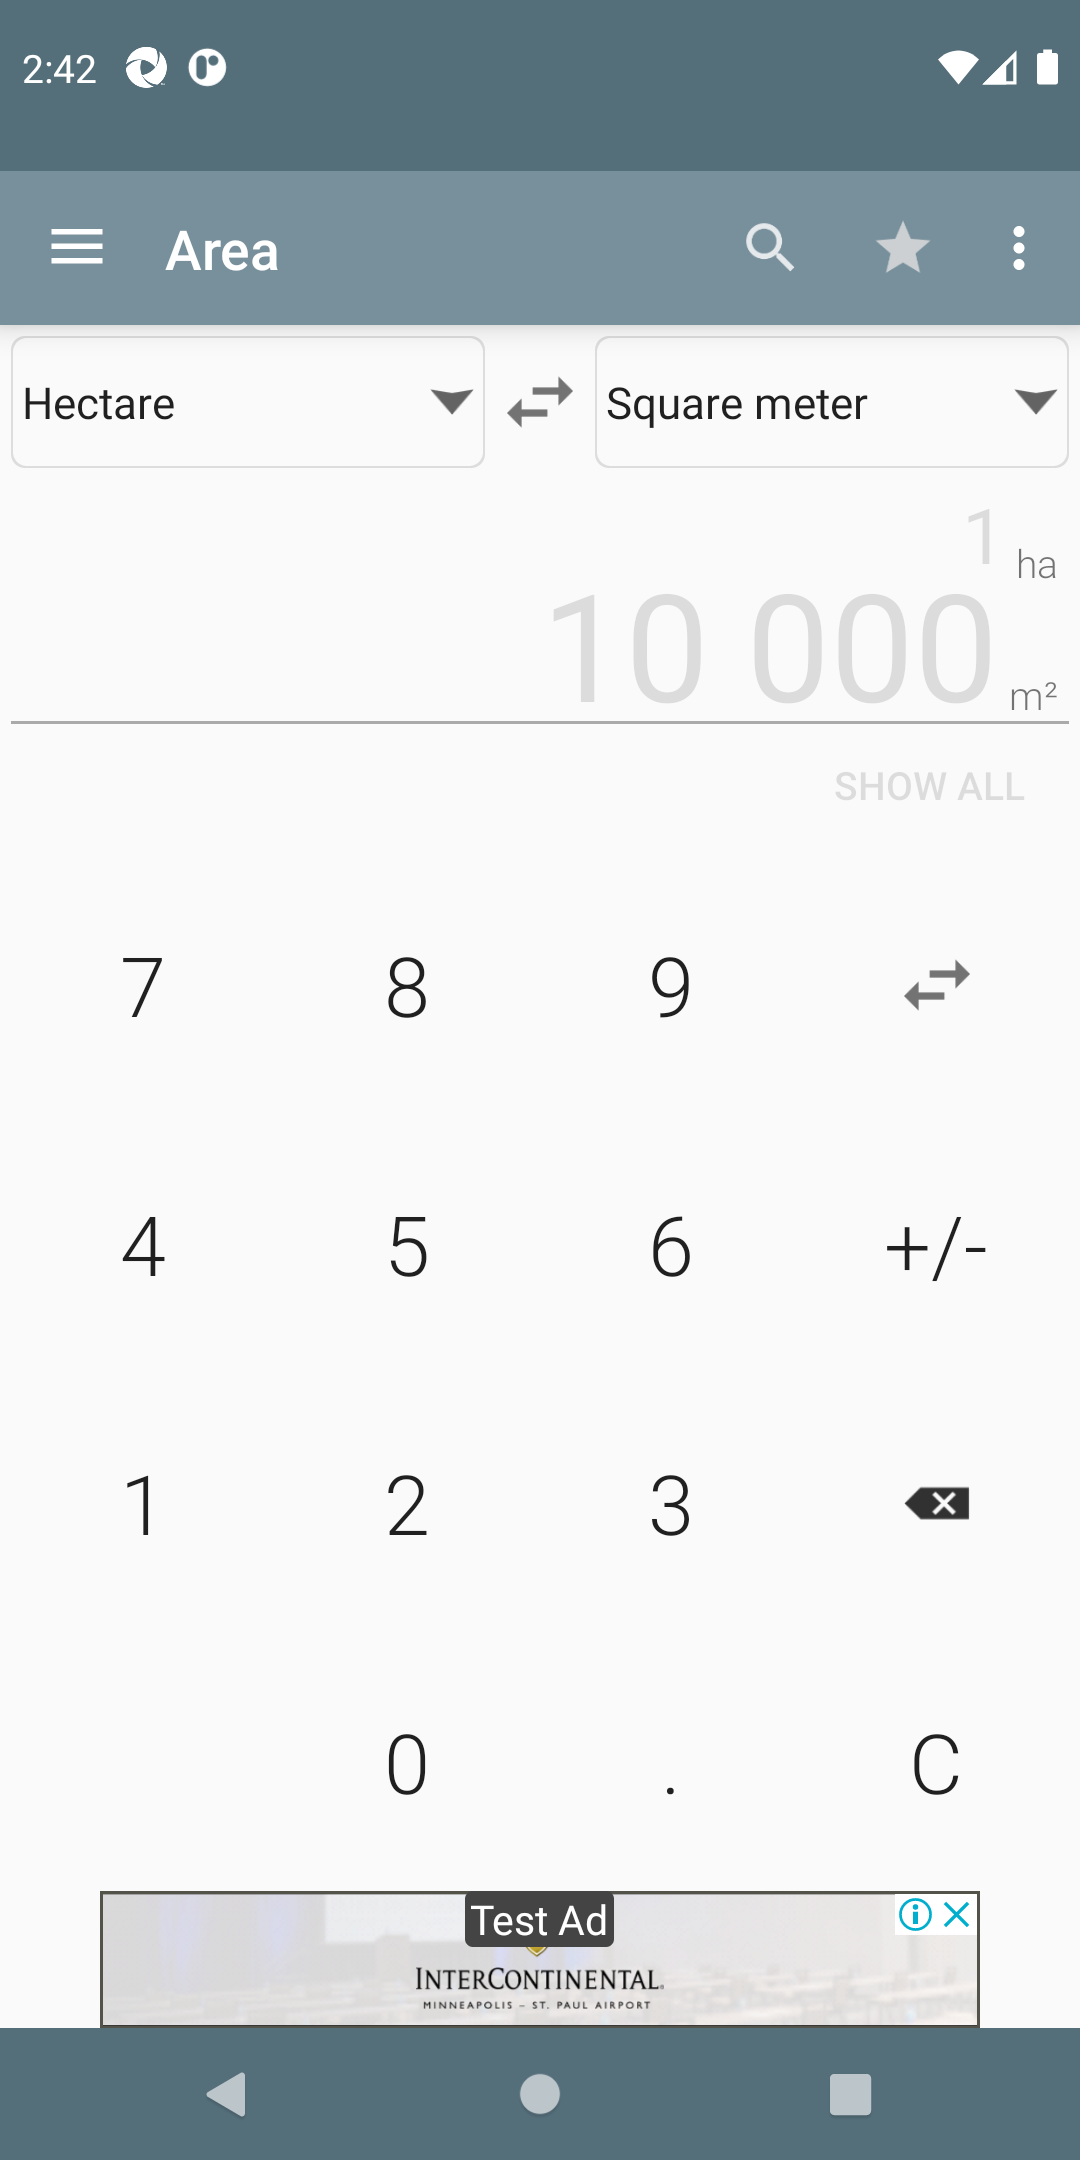 2:42
Area
Hectare
Square meter
1 ha
10 000 m²
SHOW ALL
7 8 9
4 5 6 +/-
1 2 3
0 . C
Test Ad
INTERCONTINENTAL
MINNEAPOLIS – ST. PAUL AIRPORT